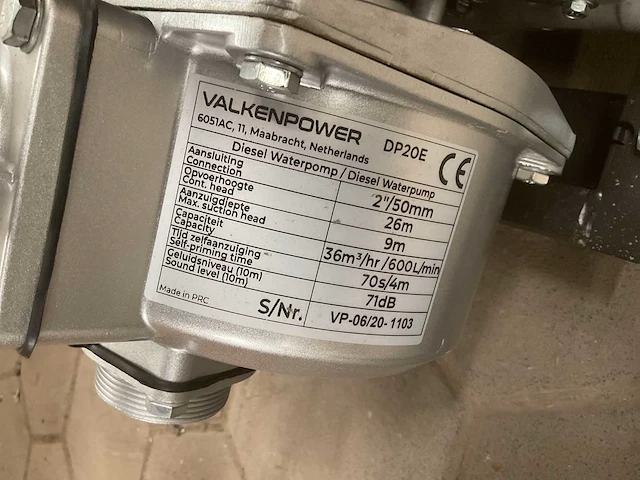 VALKENPOWER DP20E CE
6051AC, 11, Maabracht, Netherlands
Diesel Waterpomp / Diesel Waterpump
Aansluiting
Connection 2"/50mm
Opvoerhoogte
Cont. head 26m
Aanzuigdiepte
Max. suction head 9m
Capaciteit
Capacity 36m³/hr /600L/min
Tijd zelfaanzuiging
Self-priming time 70s/4m
Geluidsniveau (10m)
Sound level (10m) 71dB
Made in PRC S/Nr. VP-06/20-1103